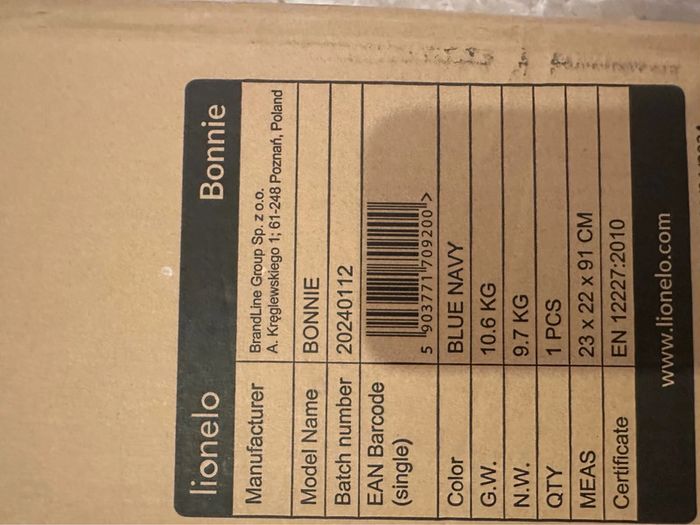 lionelo Bonnie
Manufacturer BrandLine Group Sp. z o.o.
A. Kręglewskiego 1; 61-248 Poznań, Poland
Model Name BONNIE
Batch number 20240112
EAN Barcode
(single)
5 903771 709200 >
Color BLUE NAVY
G.W. 10.6 KG
N.W. 9.7 KG
QTY 1 PCS
MEAS 23 x 22 x 91 CM
Certificate EN 12227:2010
www.lionelo.com